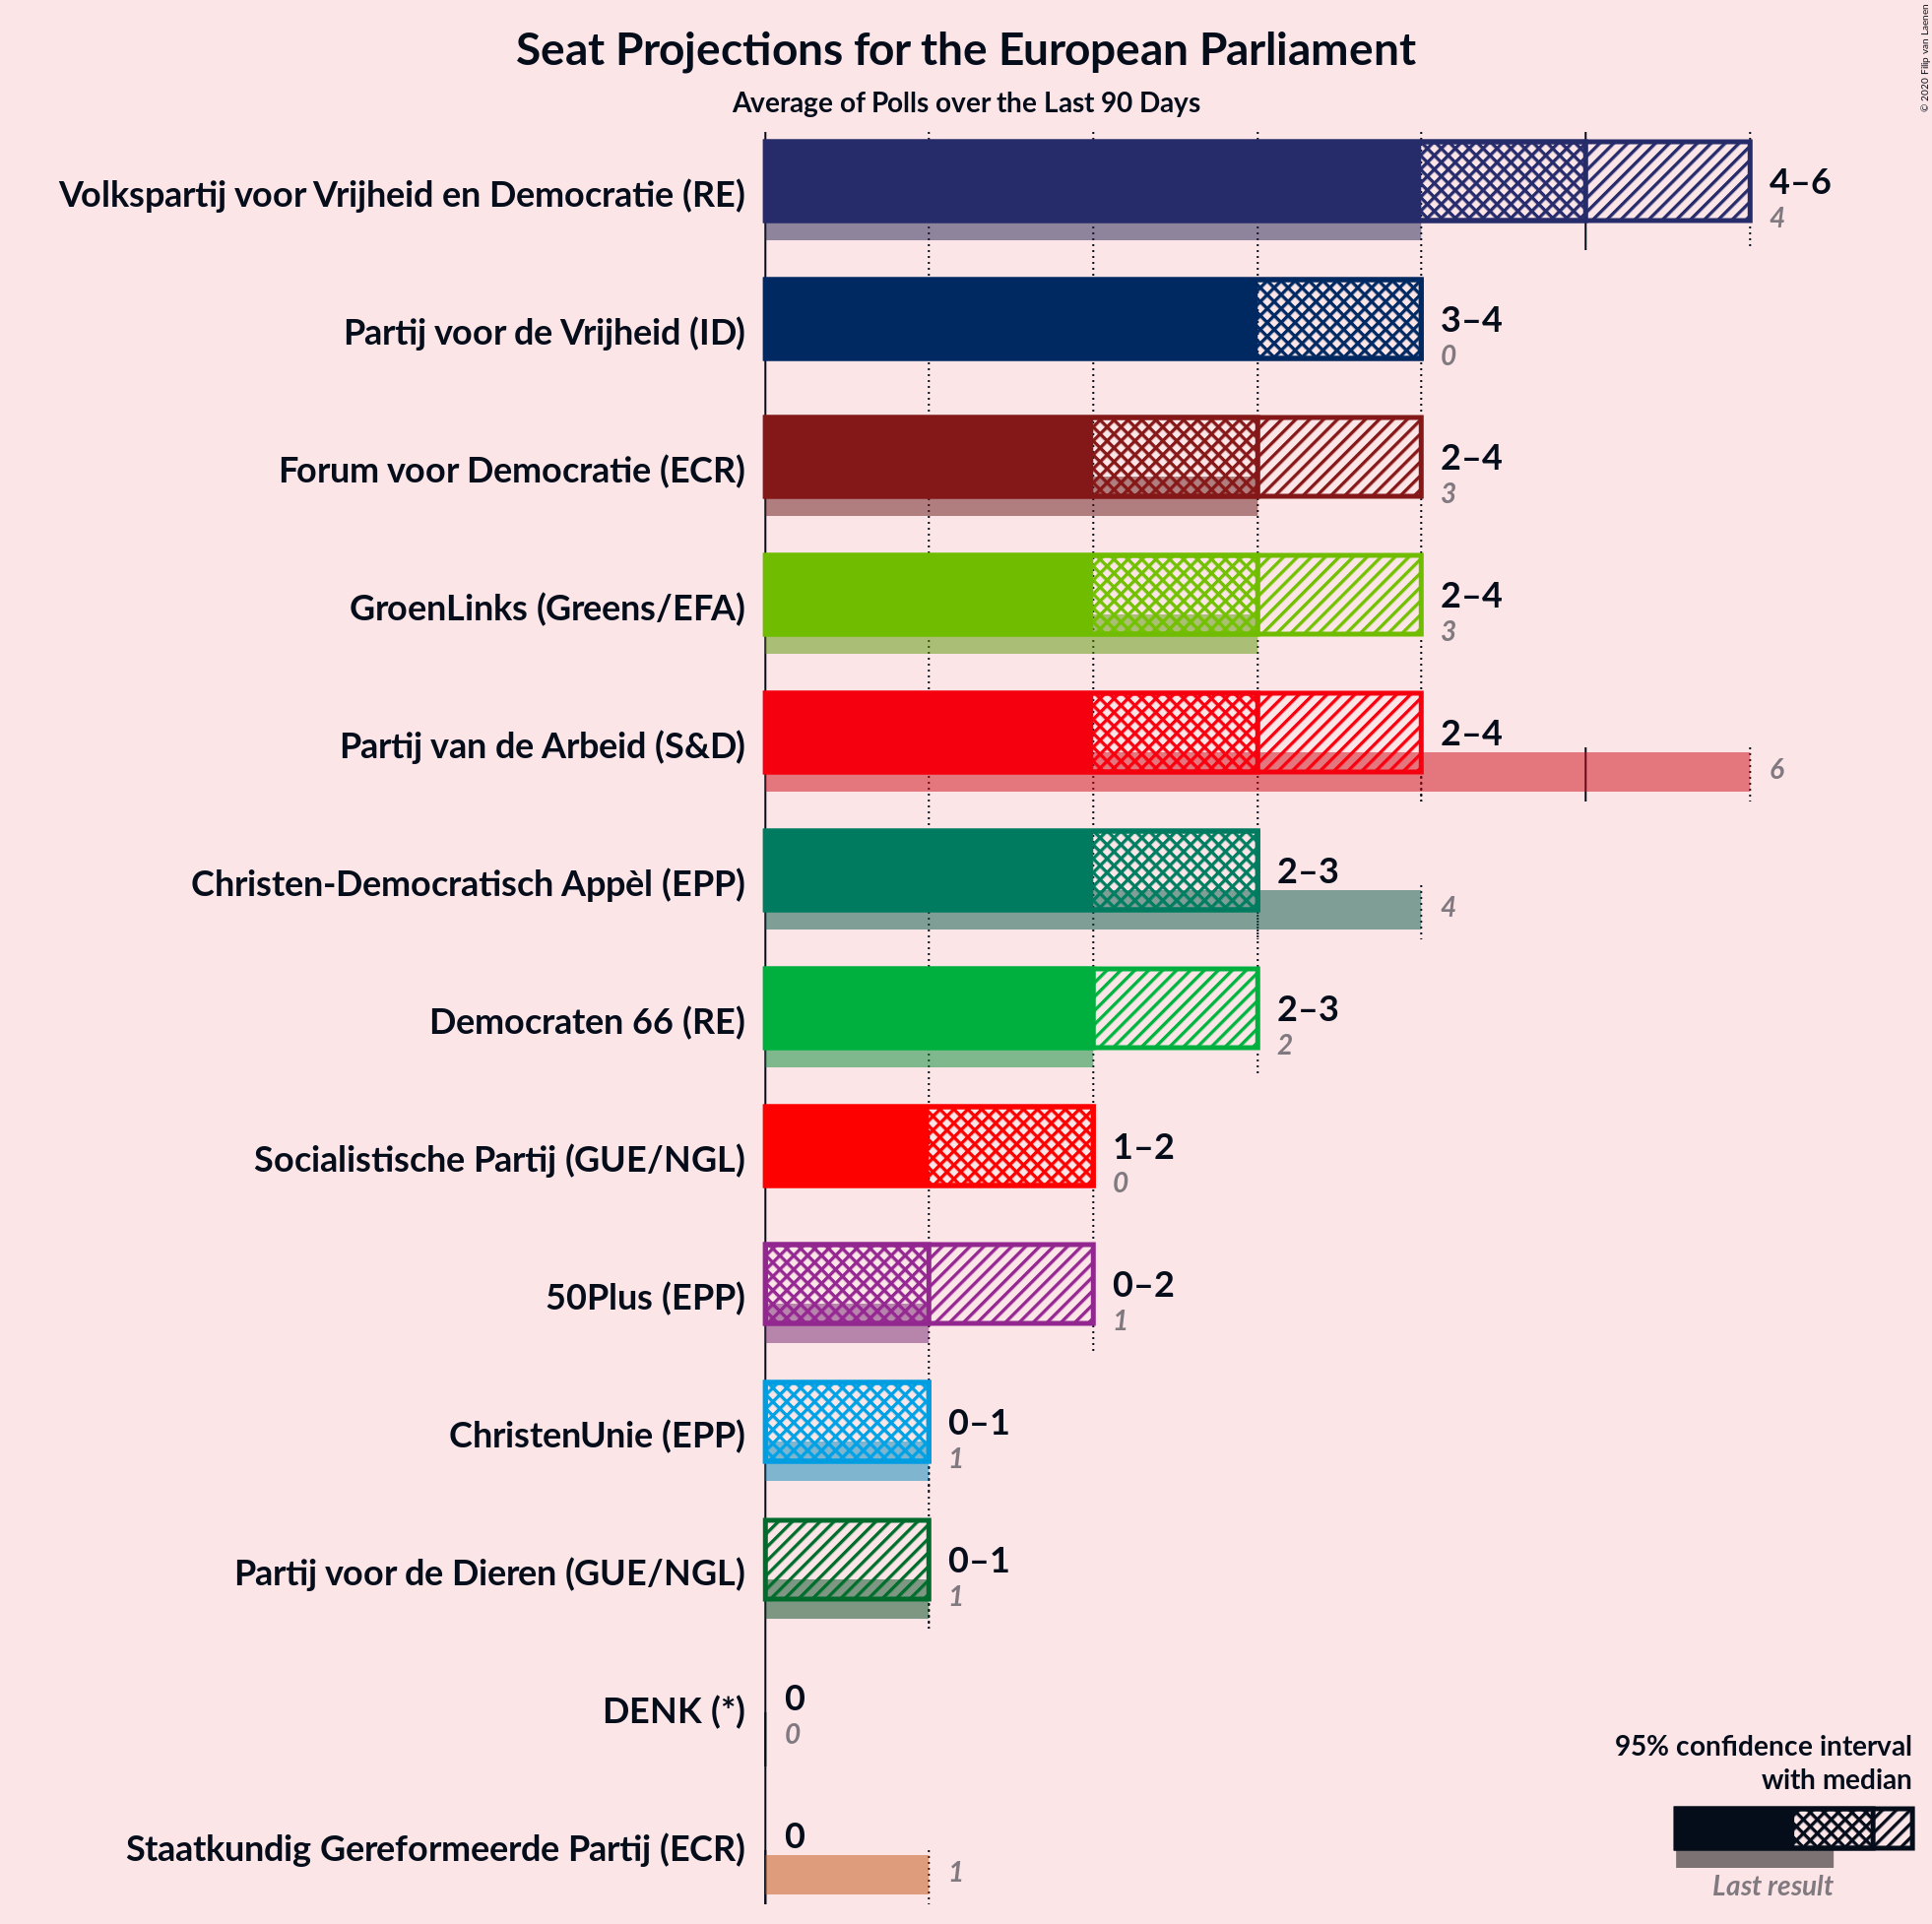 Seat Projections for the European Parliament
Average of Polls over the Last 90 Days
© 2020 Filip van Laenen
Volkspartij voor Vrijheid en Democratie (RE)
4–6
4
Partij voor de Vrijheid (ID)
3–4
0
Forum voor Democratie (ECR)
2–4
3
GroenLinks (Greens/EFA)
2–4
3
Partij van de Arbeid (S&D)
2–4
6
Christen-Democratisch Appèl (EPP)
2–3
4
Democraten 66 (RE)
2–3
2
Socialistische Partij (GUE/NGL)
1–2
0
50Plus (EPP)
0–2
1
ChristenUnie (EPP)
0–1
1
Partij voor de Dieren (GUE/NGL)
0–1
1
DENK (*)
0
0
Staatkundig Gereformeerde Partij (ECR)
0
1
95% confidence interval
with median
Last result